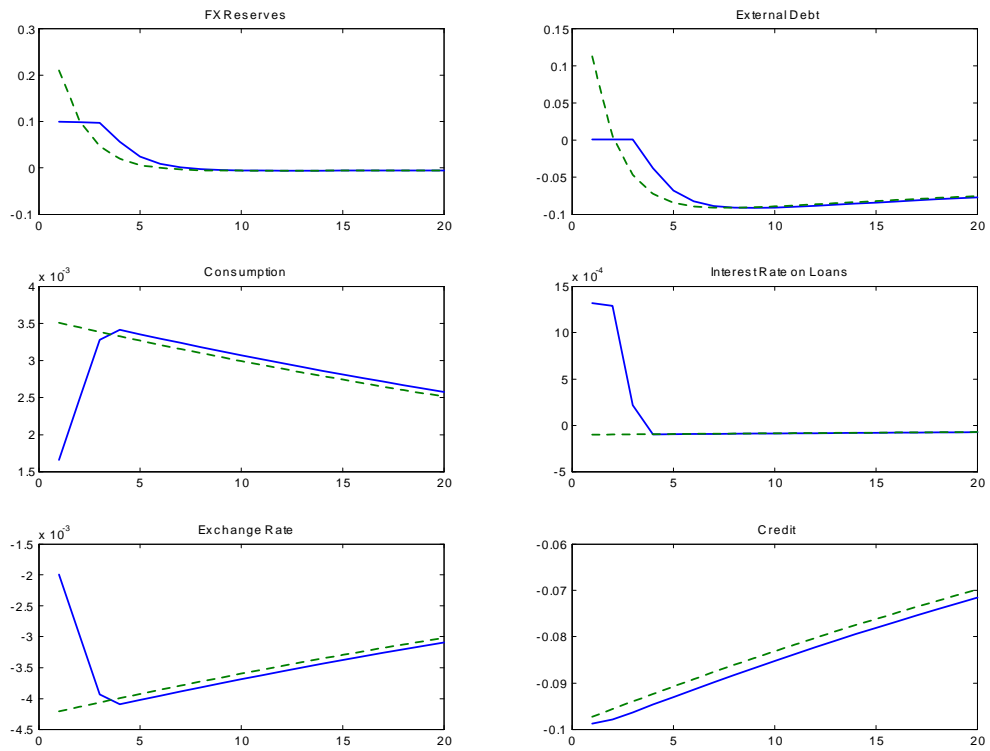 FX Reserves
0.3
0.2
0.1
0
-0.1
0 5 10 15 20
External Debt
0.15
0.1
0.05
0
-0.05
-0.1
0 5 10 15 20
Consumption
x 10^-3
4
3.5
3
2.5
2
1.5
0 5 10 15 20
Interest Rate on Loans
x 10^-4
15
10
5
0
-5
0 5 10 15 20
Exchange Rate
x 10^-3
-1.5
-2
-2.5
-3
-3.5
-4
-4.5
0 5 10 15 20
Credit
-0.06
-0.07
-0.08
-0.09
-0.1
0 5 10 15 20